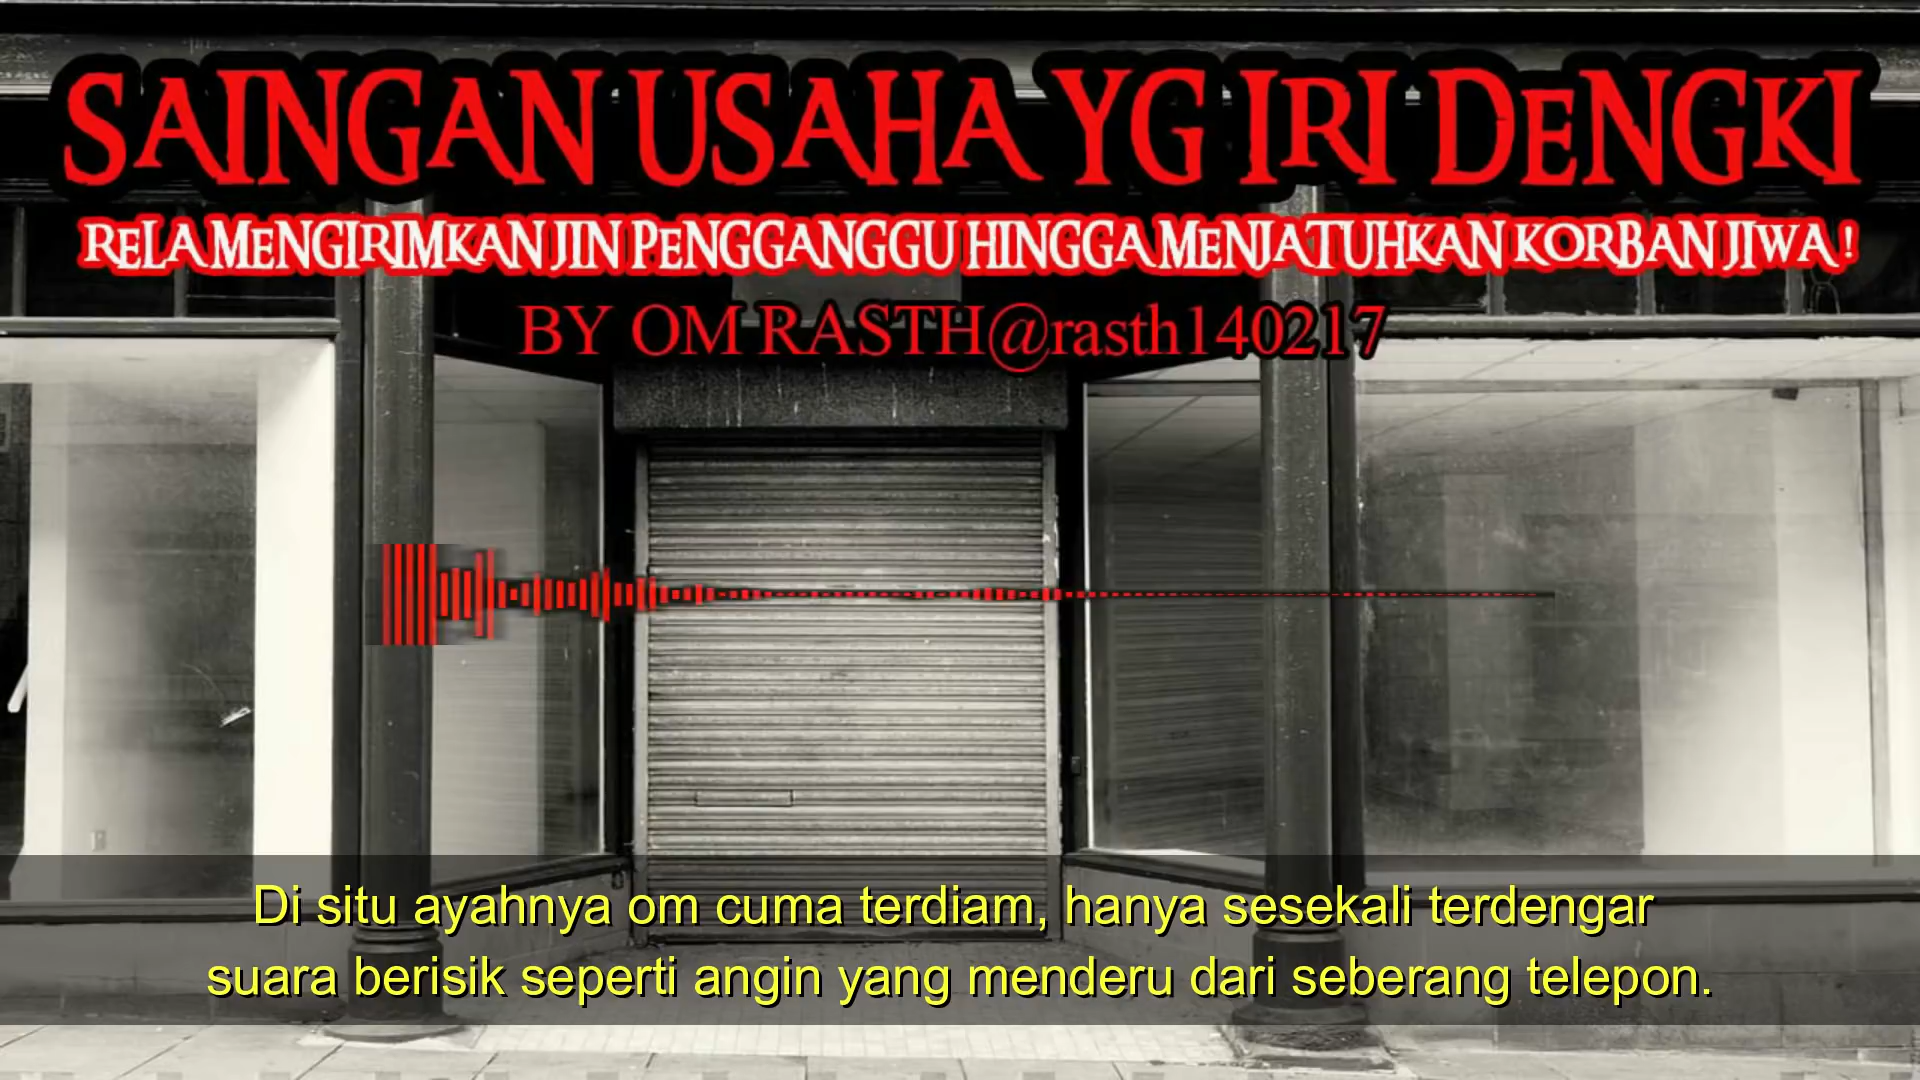 SAINGAN USAHA YG IRI DENGKI
RELA MENGIRIMKAN JIN PENGGANGGU HINGGA MENJATUHKAN KORBAN JIWA !
BY OM RASTH@rasth140217
Di situ ayahnya om cuma terdiam, hanya sesekali terdengar
suara berisik seperti angin yang menderu dari seberang telepon.